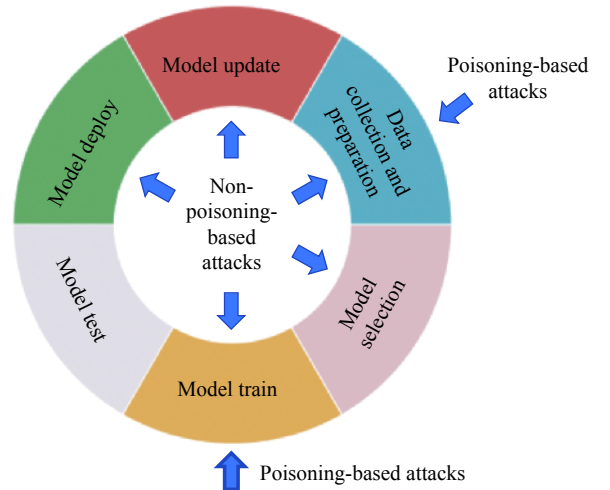 Model update
Poisoning-based
attacks
Data
collection and
preparation
Model deploy
Non-
poisoning-
based
attacks
Model test
Model
selection
Model train
Poisoning-based attacks